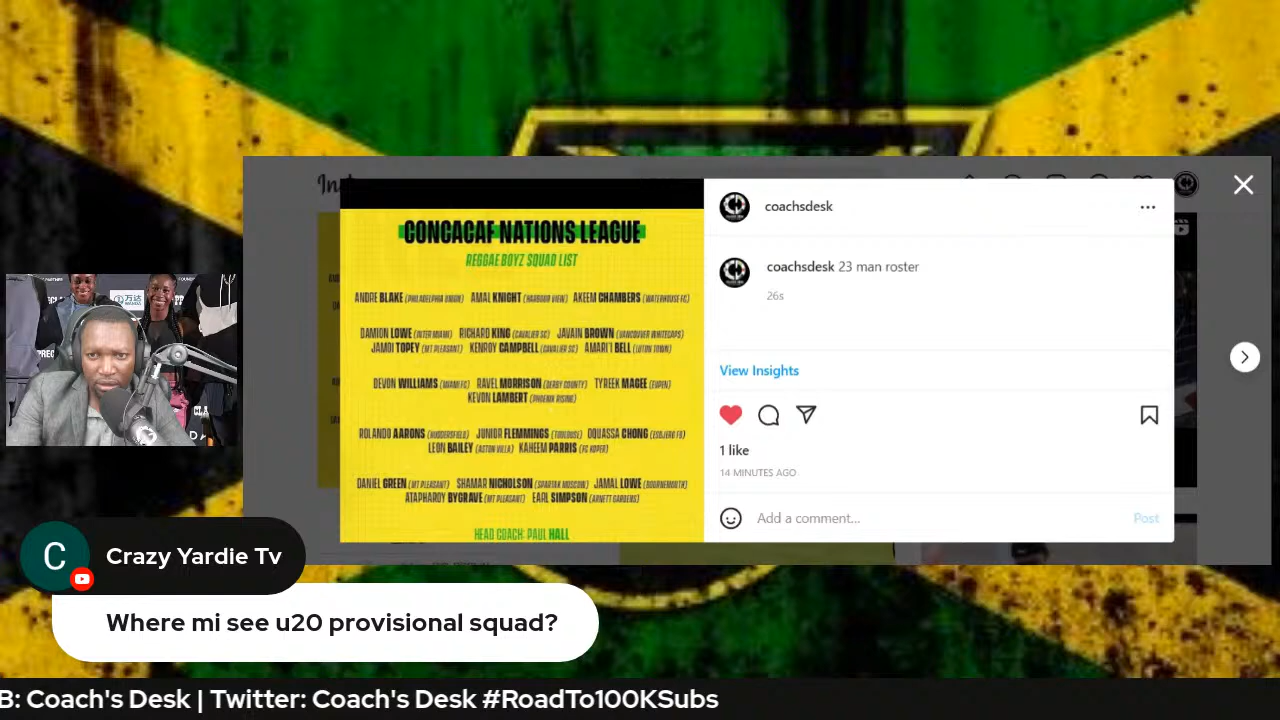 CONCACAF NATIONS LEAGUE
REGGAE BOYZ SQUAD LIST
ANDRE BLAKE (PHILADELPHIA UNION) AMAL KNIGHT (HARBOUR VIEW) AKEEM CHAMBERS (WATERHOUSE FC)
DAMION LOWE (INTER MIAMI) RICHARD KING (CAVALIER SC) JAVAIN BROWN (VANCOUVER WHITECAPS)
JAMOI TOPEY (MT PLEASANT) KENROY CAMPBELL (CAVALIER SC) AMARI'I BELL (LUTON TOWN)
DEVON WILLIAMS (MIAMI FC) RAVEL MORRISON (DERBY COUNTY) TYREEK MAGEE (EUPEN)
KEVON LAMBERT (PHOENIX RISING)
ROLANDO AARONS (HUDDERSFIELD) JUNIOR FLEMMINGS (TOULOUSE) OQUASSA CHONG (ESBJERG FB)
LEON BAILEY (ASTON VILLA) KAHEEM PARRIS (FC KOPER)
DANIEL GREEN (MT PLEASANT) SHAMAR NICHOLSON (SPARTAK MOSCOW) JAMAL LOWE (BOURNEMOUTH)
ATAPHAROY BYGRAVE (MT PLEASANT) EARL SIMPSON (ARNETT GARDENS)
HEAD COACH: PAUL HALL
coachsdesk
coachsdesk 23 man roster
26s
View Insights
1 like
14 MINUTES AGO
Add a comment...
Post
C
Crazy Yardie Tv
Where mi see u20 provisional squad?
B: Coach's Desk | Twitter: Coach's Desk #RoadTo100KSubs